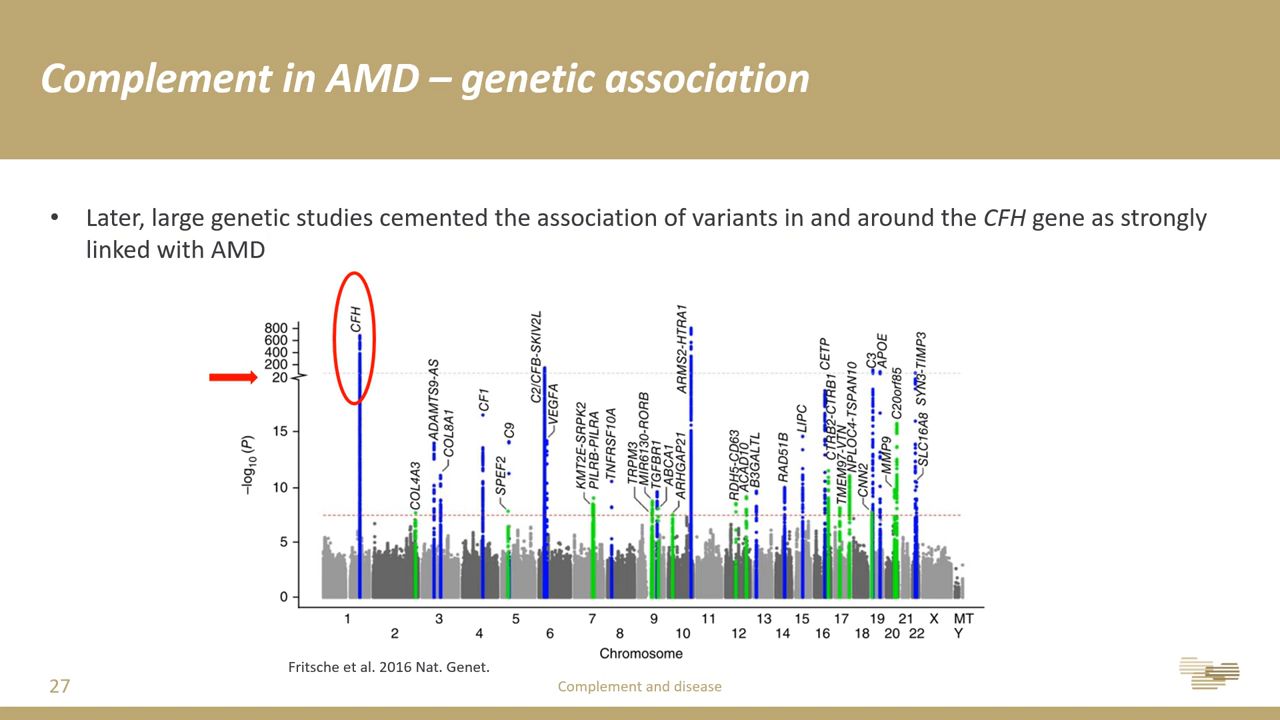 Complement in AMD – genetic association
• Later, large genetic studies cemented the association of variants in and around the CFH gene as strongly
linked with AMD
CFH
COL4A3
ADAMTS9-AS
COL8A1
CF1
SPEF2
C9
C2/CFB-SKIV2L
VEGFA
KMT2E-SRPK2
PILRB-PILRA
TNFRSF10A
TRPM3
MIR6130-RORB
TGFBR1
ABCA1
ARHGAP21
ARMS2-HTRA1
RDH5-CD63
ACAD10
B3GALTL
RAD51B
LIPC
CETP
CTRB2-CTRB1
TMEM97-VTN
NPLOC4-TSPAN10
CNN2
C3
APOE
MMP9
C20orf85
SYN3-TIMP3
SLC16A8
800
600
400
200
20
15
10
5
0
–log10 (P)
1 3 5 7 9 11 13 15 17 19 21 X MT
2 4 6 8 10 12 14 16 18 20 22 Y
Chromosome
Fritsche et al. 2016 Nat. Genet.
27
Complement and disease